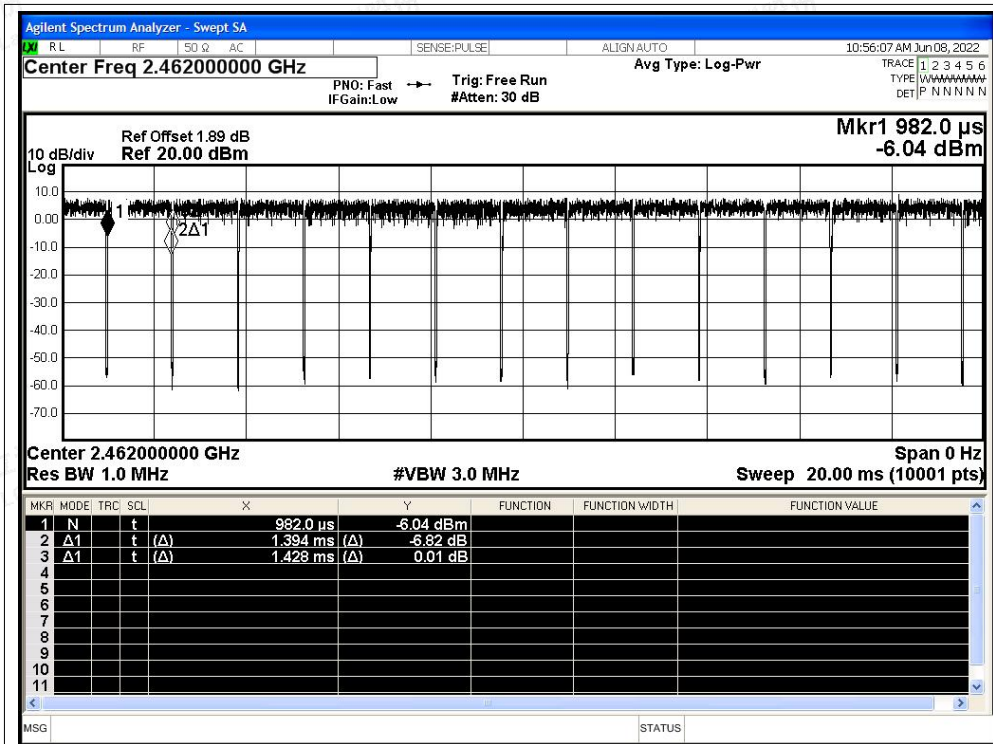 Agilent Spectrum Analyzer - Swept SA
LXI RL RF 50 Ω AC SENSE:PULSE ALIGN AUTO 10:56:07 AM Jun 08, 2022
Center Freq 2.462000000 GHz
PNO: Fast
IFGain:Low
Trig: Free Run
#Atten: 30 dB
Avg Type: Log-Pwr
TRACE 1 2 3 4 5 6
TYPE W
DET P N N N N N
Mkr1 982.0 µs
-6.04 dBm
Ref Offset 1.89 dB
10 dB/div Ref 20.00 dBm
Log
10.0
0.00
-10.0
-20.0
-30.0
-40.0
-50.0
-60.0
-70.0
1
2Δ1
Center 2.462000000 GHz Span 0 Hz
Res BW 1.0 MHz #VBW 3.0 MHz Sweep 20.00 ms (10001 pts)
MKR MODE TRC SCL X Y FUNCTION FUNCTION WIDTH FUNCTION VALUE
1 N t 982.0 µs -6.04 dBm
2 Δ1 t (Δ) 1.394 ms (Δ) -6.82 dB
3 Δ1 t (Δ) 1.428 ms (Δ) 0.01 dB
4
5
6
7
8
9
10
11
MSG STATUS